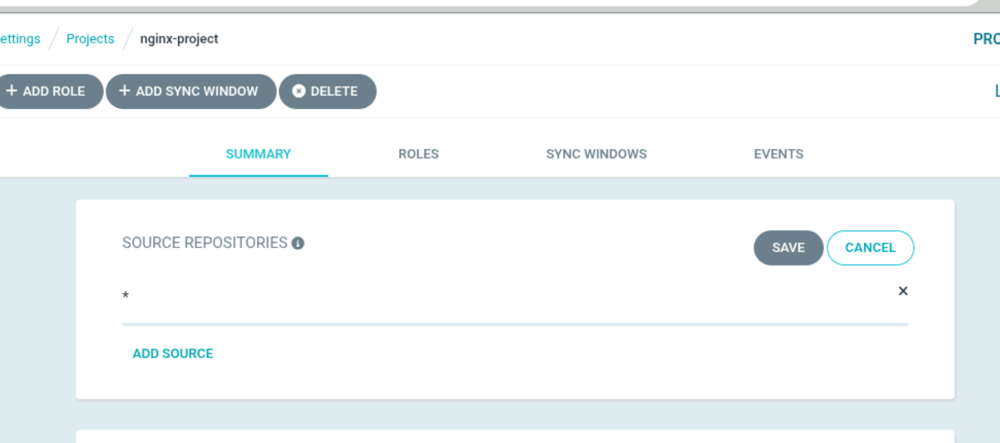 ettings / Projects / nginx-project PRO
+ ADD ROLE + ADD SYNC WINDOW DELETE
SUMMARY ROLES SYNC WINDOWS EVENTS
SOURCE REPOSITORIES SAVE CANCEL
*
ADD SOURCE